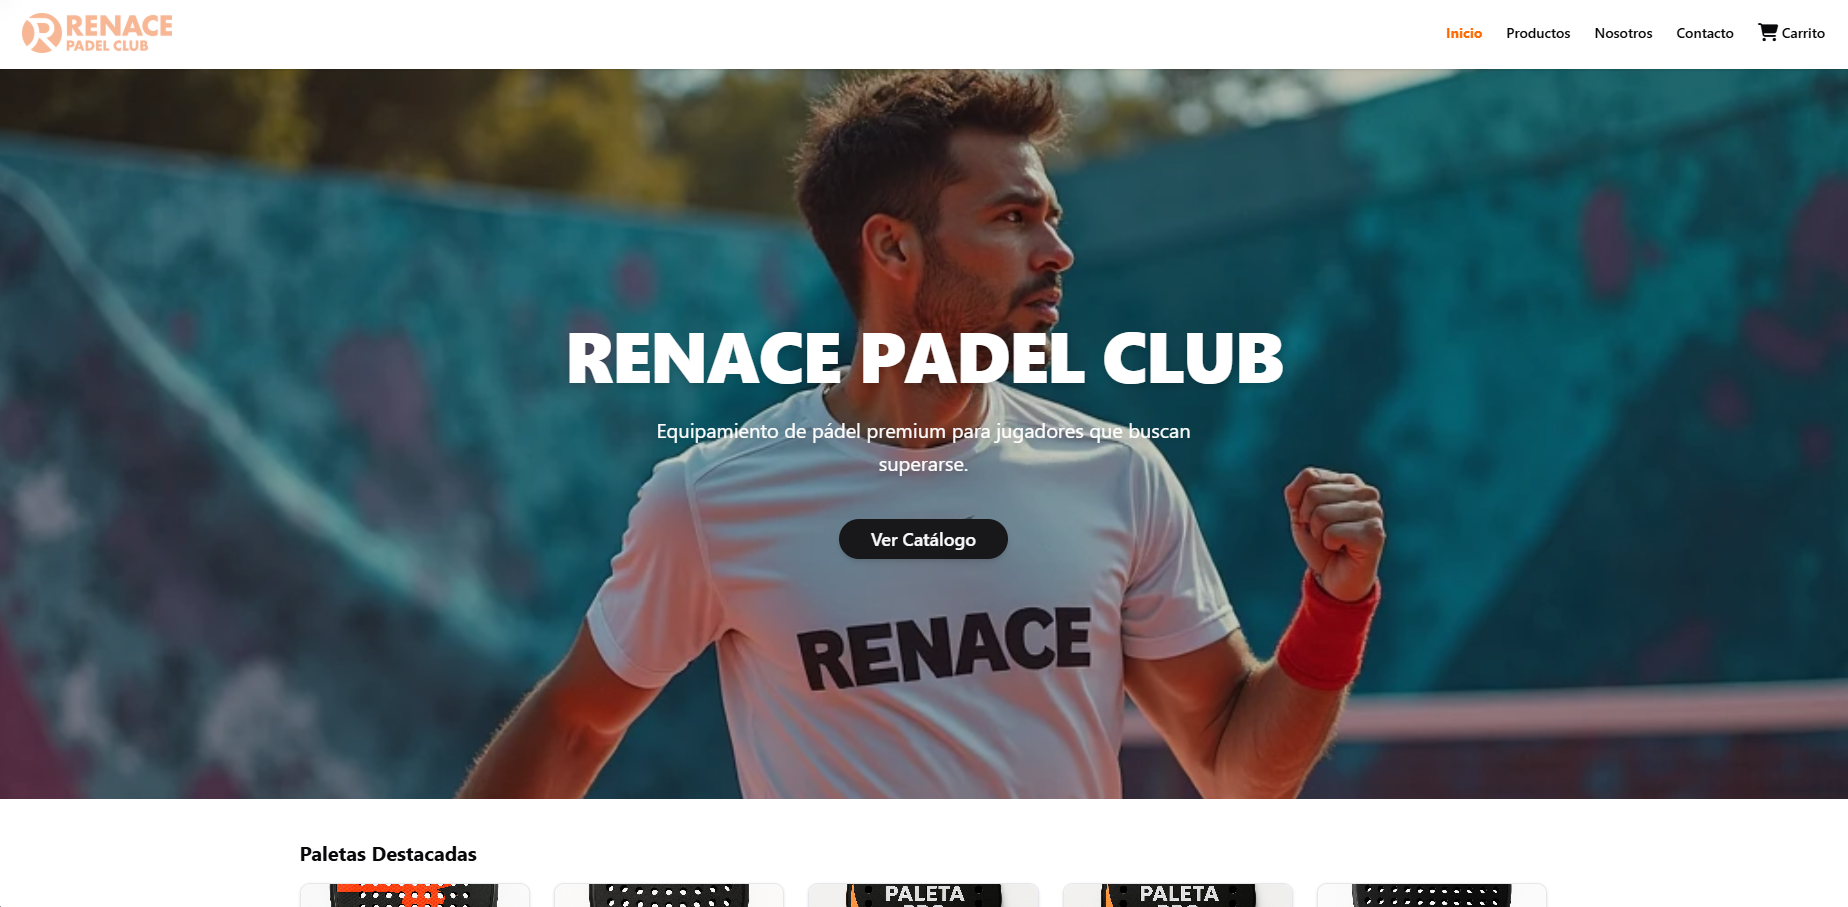 RENACE
PADEL CLUB
Inicio
Productos
Nosotros
Contacto
Carrito
RENACE PADEL CLUB
Equipamiento de pádel premium para jugadores que buscan
superarse.
Ver Catálogo
RENACE
Paletas Destacadas
PALETA
PALETA